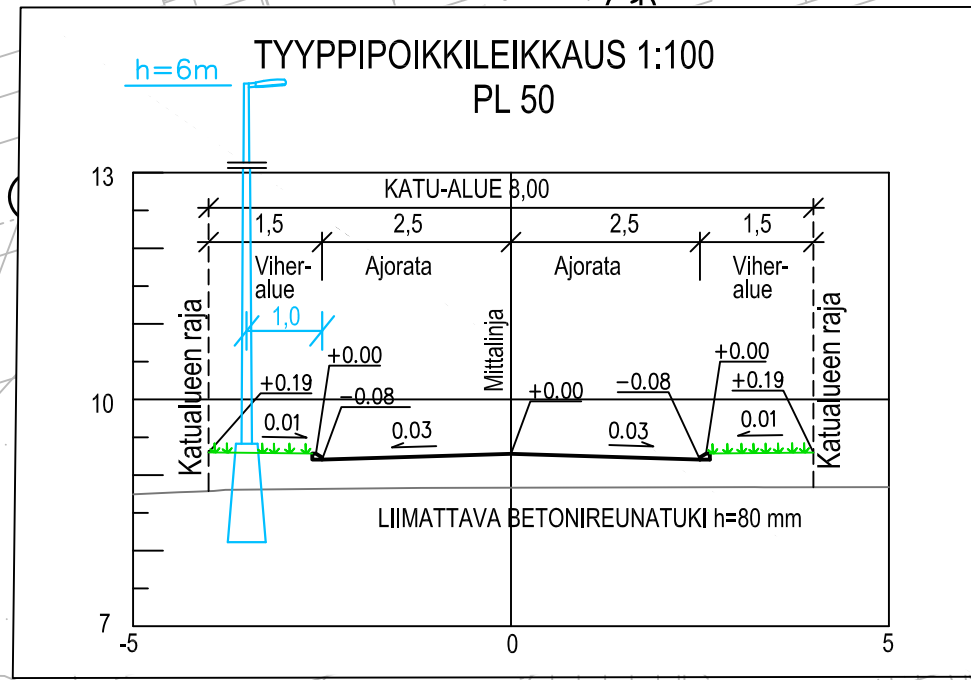 TYYPPIPOIKKILEIKKAUS 1:100
PL 50
h=6m
13
KATU-ALUE 8,00
1,5
2,5
2,5
1,5
Viher-
alue
Ajorata
Ajorata
Viher-
alue
Katualueen raja
1,0
Mittalinja
Katualueen raja
+0.00
+0.19
-0.08
+0.00
-0.08
+0.00
+0.19
10
0.01
0.03
0.03
0.01
LIIMATTAVA BETONIREUNATUKI h=80 mm
7
-5
0
5